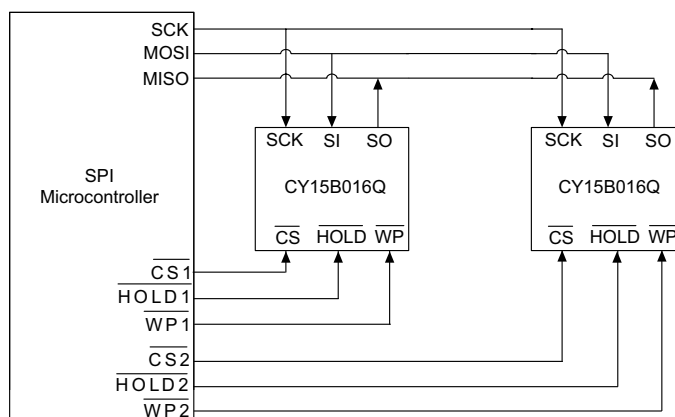 SCK
MOSI
MISO
SPI
Microcontroller
SCK SI SO
CY15B016Q
CS HOLD WP
SCK SI SO
CY15B016Q
CS HOLD WP
CS1
HOLD1
WP1
CS2
HOLD2
WP2